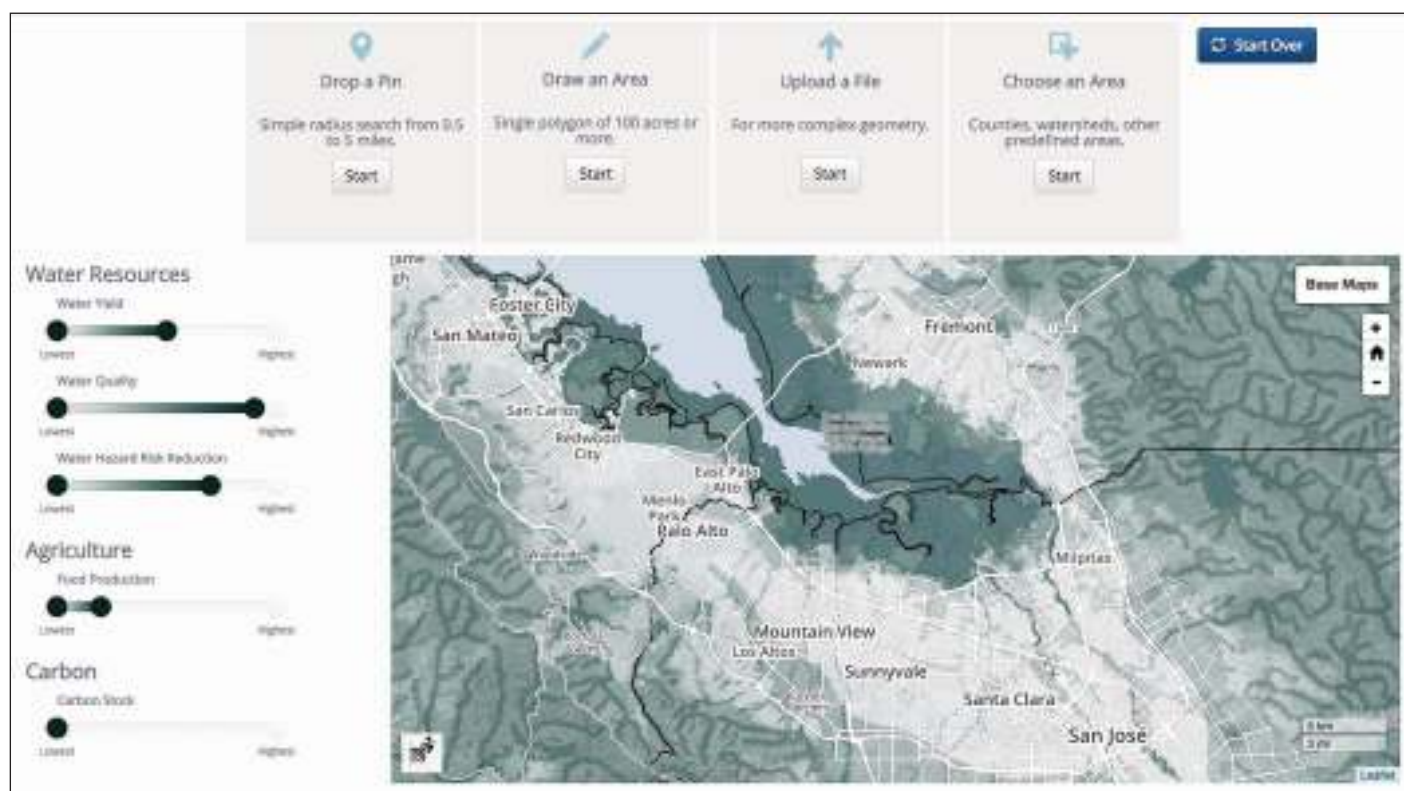 Drop a Pin
Simple radius search from 0.5
to 5 miles.
Start
Draw an Area
Single polygon of 100 acres or
more.
Start
Upload a File
For more complex geometry.
Start
Choose an Area
Counties, watersheds, other
predefined areas.
Start
Start Over
Water Resources
Water Yield
Lowest Highest
Water Quality
Lowest Highest
Water Hazard Risk Reduction
Lowest Highest
Agriculture
Food Production
Lowest Highest
Carbon
Carbon Stock
Lowest Highest
Base Maps
+
-
Foster City
San Mateo
Fremont
Newark
San Carlos
Redwood
City
East Palo
Alto
Menlo
Park
Palo Alto
Milpitas
Mountain View
Los Altos
Sunnyvale
Santa Clara
San José
Leaflet